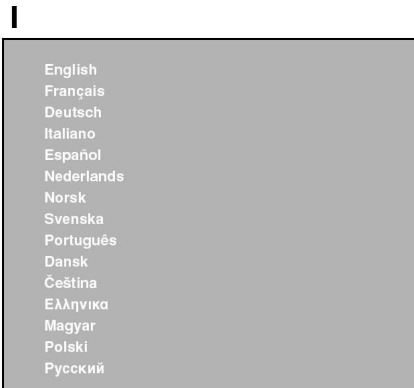 I
English
Français
Deutsch
Italiano
Español
Nederlands
Norsk
Svenska
Português
Dansk
Čeština
Ελληνικα
Magyar
Polski
Русский